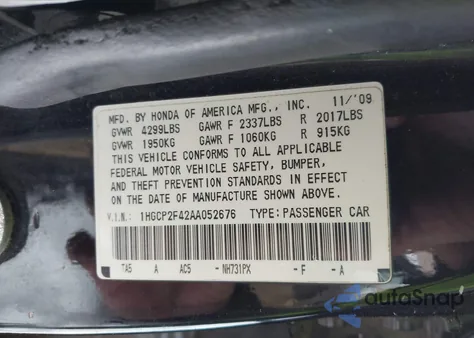 MFD. BY HONDA OF AMERICA MFG., INC. 11/'09
GVWR 4299LBS GAWR F 2337LBS R 2017LBS
GVWR 1950KG GAWR F 1060KG R 915KG
THIS VEHICLE CONFORMS TO ALL APPLICABLE
FEDERAL MOTOR VEHICLE SAFETY, BUMPER,
AND THEFT PREVENTION STANDARDS IN EFFECT
ON THE DATE OF MANUFACTURE SHOWN ABOVE.
V.I.N: 1HGCP2F42AA052676 TYPE:PASSENGER CAR
TA5 A AC5 -NH731PX -F -A
autoSnap